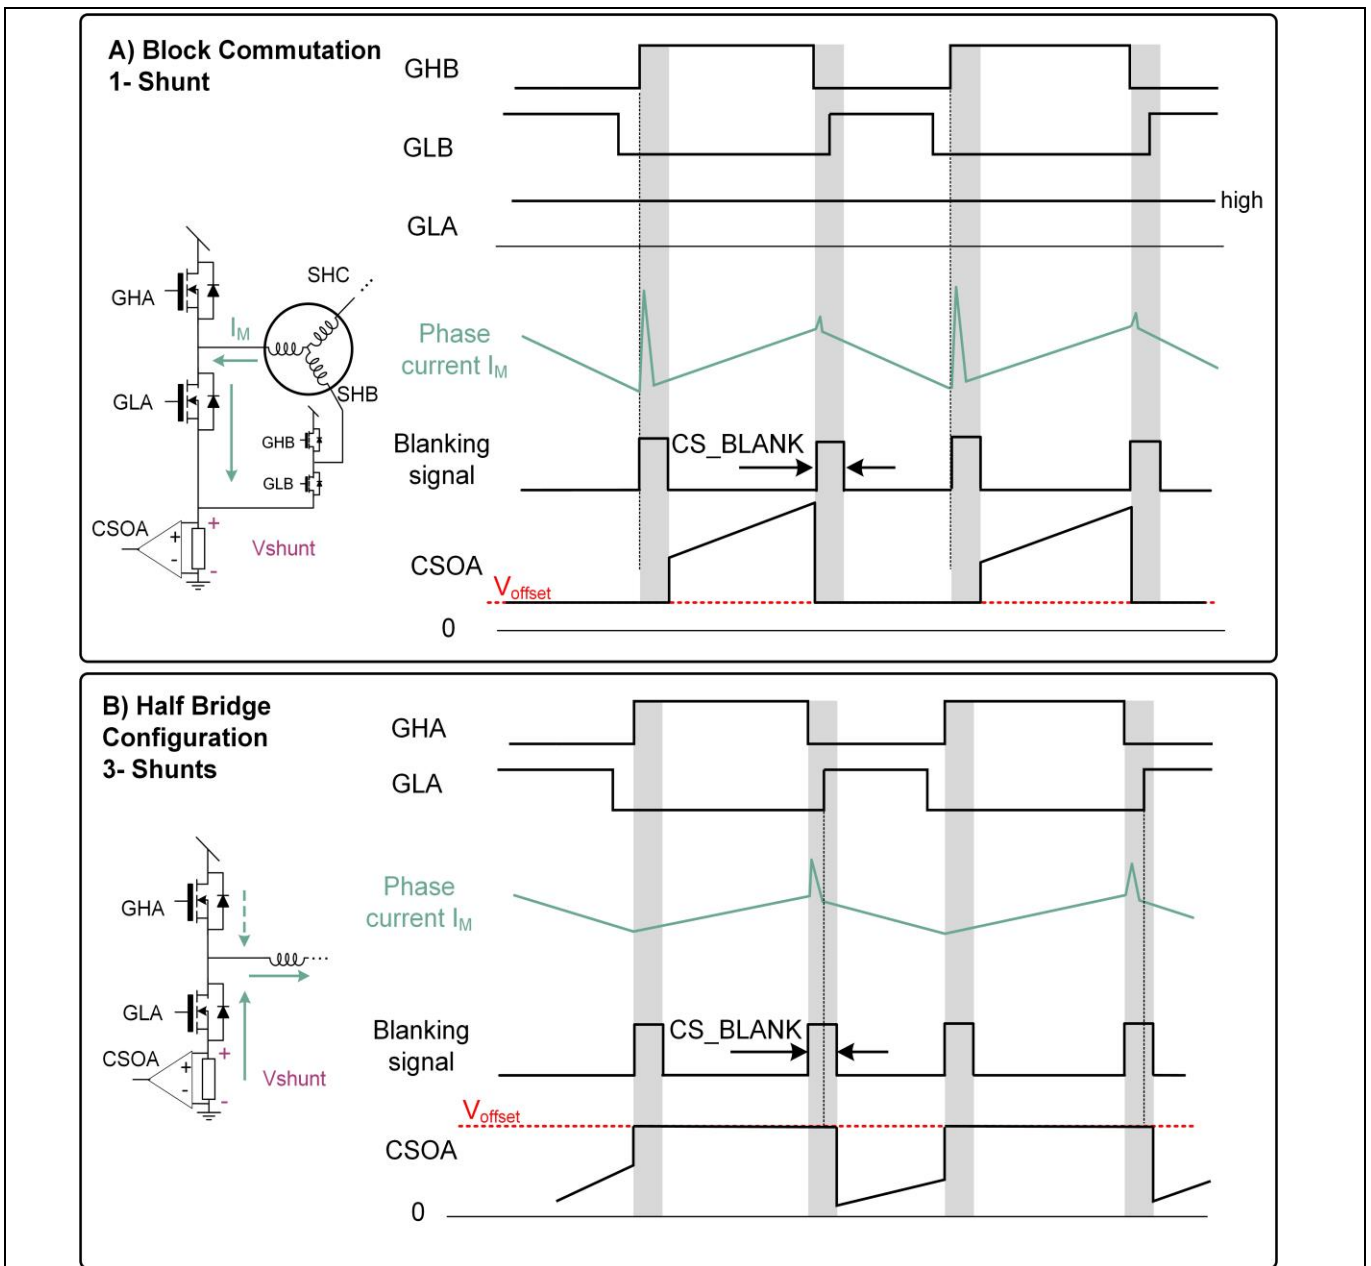 A) Block Commutation
1- Shunt
GHB
GLB
high
GLA
SHC
GHA
IM
Phase
current IM
GLA
SHB
GHB
GLB
Blanking
signal
CS_BLANK
CSOA
+
+
-
-
Vshunt
CSOA
Voffset
0
B) Half Bridge
Configuration
3- Shunts
GHA
GLA
Phase
current IM
GHA
GLA
Blanking
signal
CS_BLANK
CSOA
+
+
-
-
Vshunt
Voffset
CSOA
0